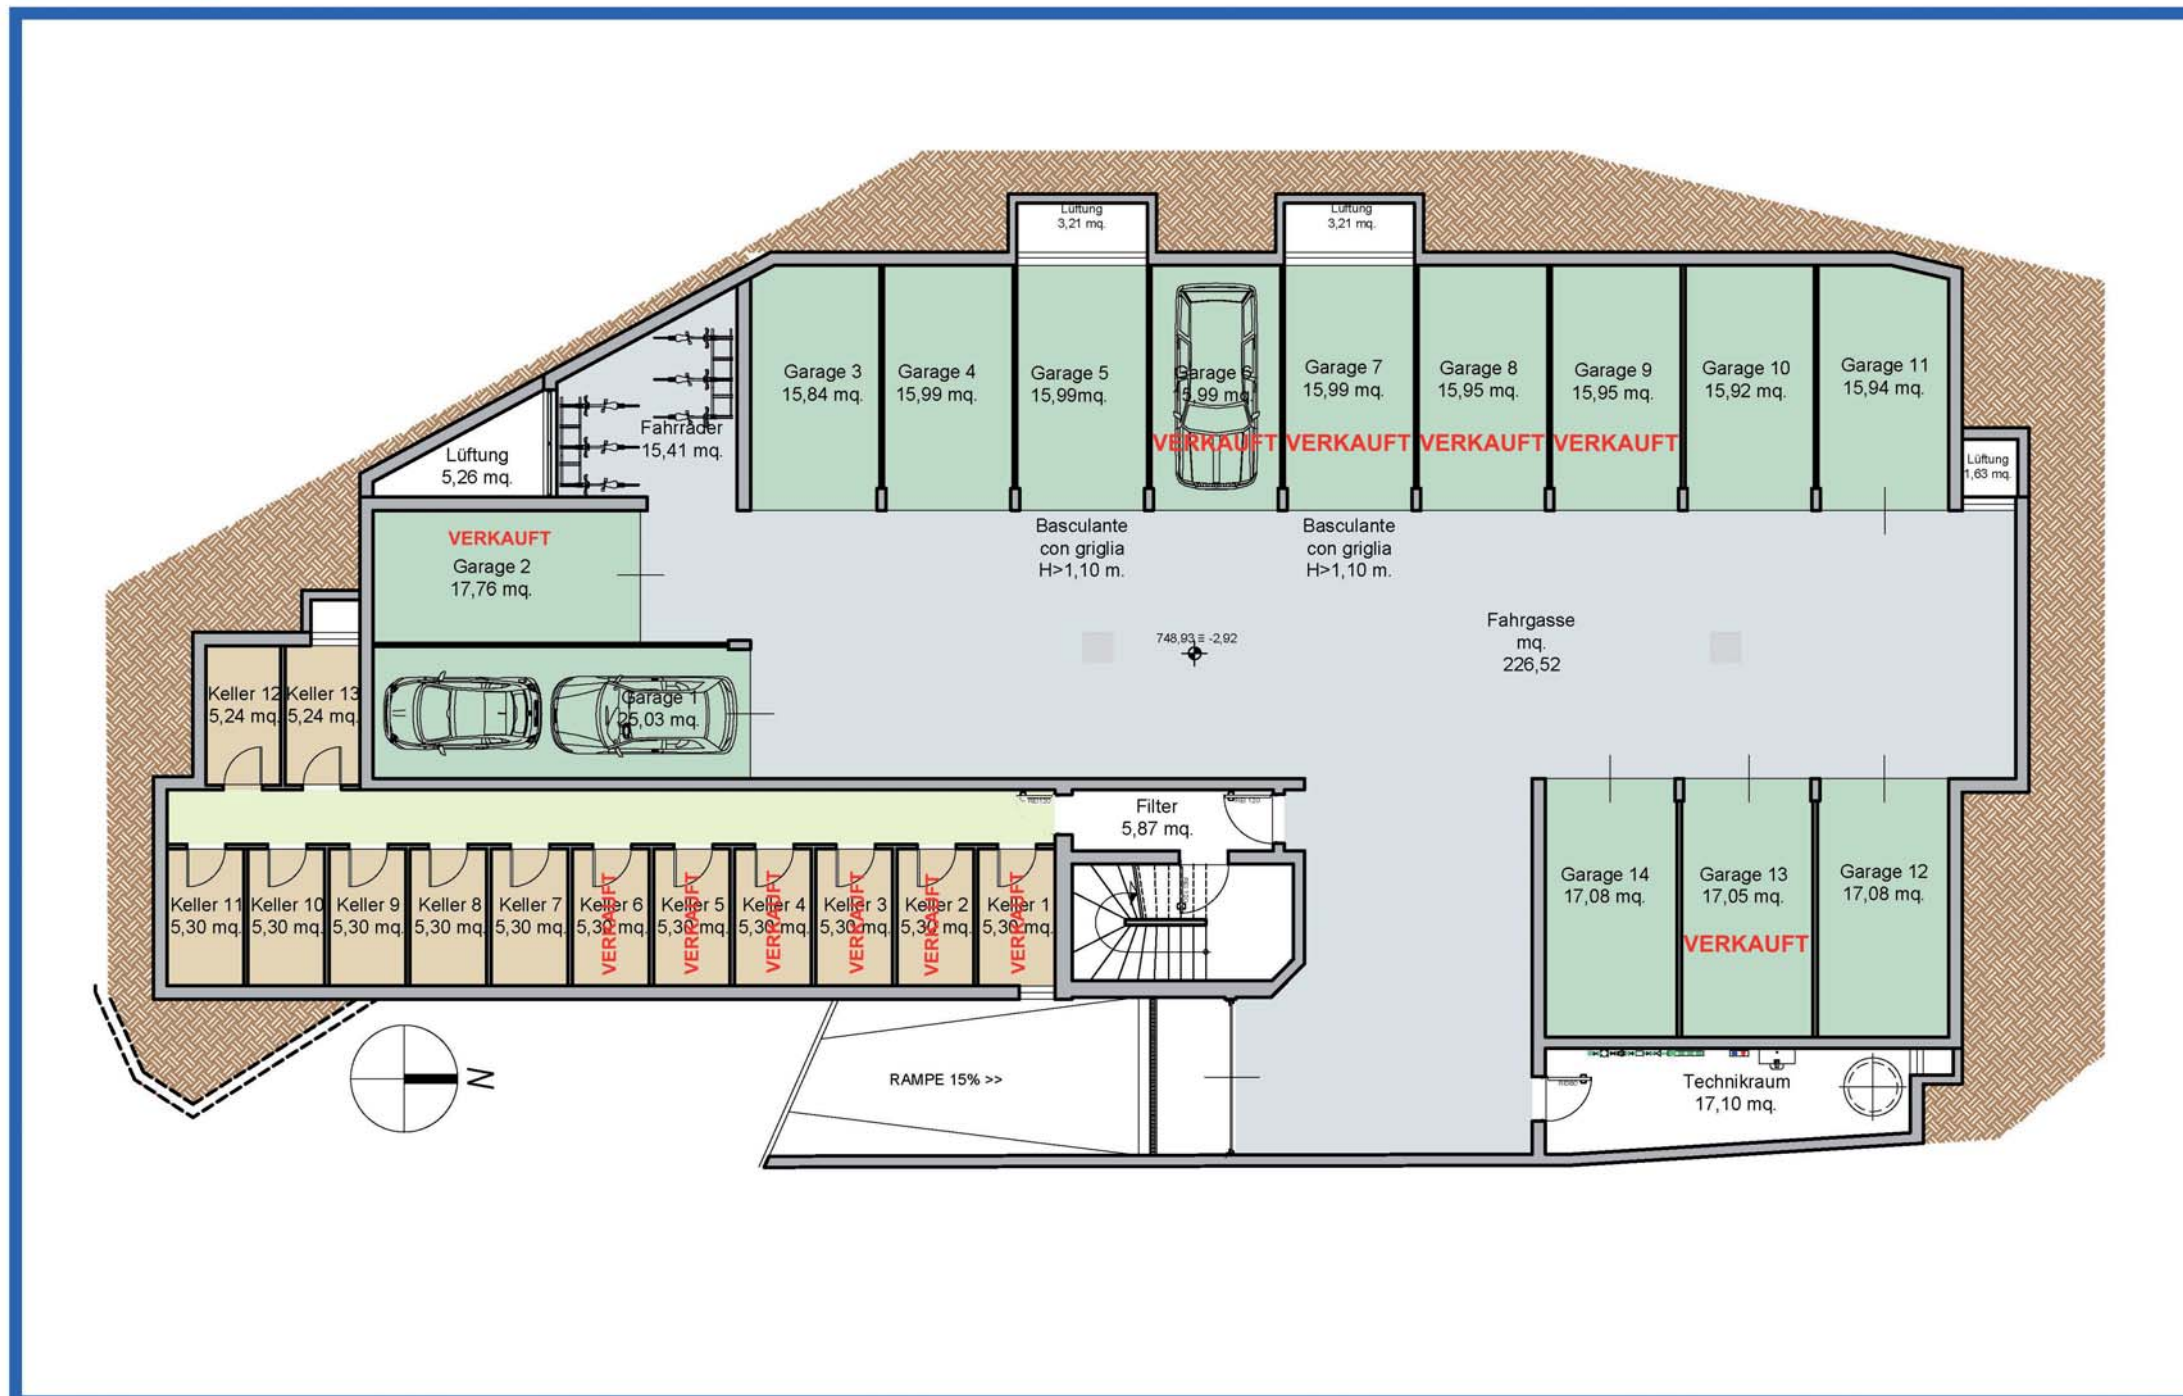 Lüftung
3,21 mq.
Lüftung
3,21 mq.
Garage 3
15,84 mq.
Garage 4
15,99 mq.
Garage 5
15,99mq.
Garage 6
15,99 mq.
VERKAUFT
Garage 7
15,99 mq.
VERKAUFT
Garage 8
15,95 mq.
VERKAUFT
Garage 9
15,95 mq.
VERKAUFT
Garage 10
15,92 mq.
Garage 11
15,94 mq.
Fahrräder
15,41 mq.
Lüftung
5,26 mq.
Lüftung
1,63 mq.
VERKAUFT
Garage 2
17,76 mq.
Basculante
con griglia
H>1,10 m.
Basculante
con griglia
H>1,10 m.
Fahrgasse
mq.
226,52
748,93 = -2,92
Garage 1
25,03 mq.
Keller 12
5,24 mq.
Keller 13
5,24 mq.
Filter
5,87 mq.
Keller 11
5,30 mq.
Keller 10
5,30 mq.
Keller 9
5,30 mq.
Keller 8
5,30 mq.
Keller 7
5,30 mq.
Keller 6
5,30 mq.
VERKAUFT
Keller 5
5,30 mq.
VERKAUFT
Keller 4
5,30 mq.
VERKAUFT
Keller 3
5,30 mq.
VERKAUFT
Keller 2
5,30 mq.
VERKAUFT
Keller 1
5,30 mq.
VERKAUFT
Garage 14
17,08 mq.
Garage 13
17,05 mq.
VERKAUFT
Garage 12
17,08 mq.
N
RAMPE 15% >>
Technikraum
17,10 mq.